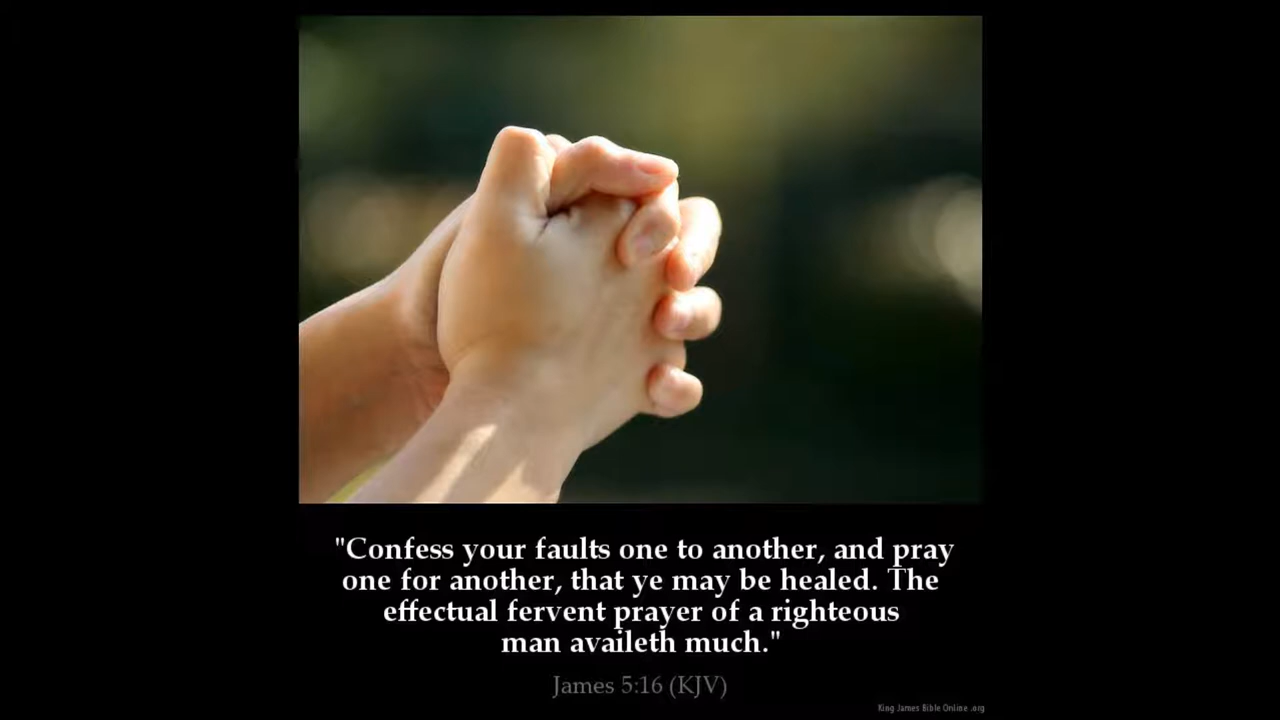 "Confess your faults one to another, and pray
one for another, that ye may be healed. The
effectual fervent prayer of a righteous
man availeth much."
James 5:16 (KJV)
King James Bible Online .org